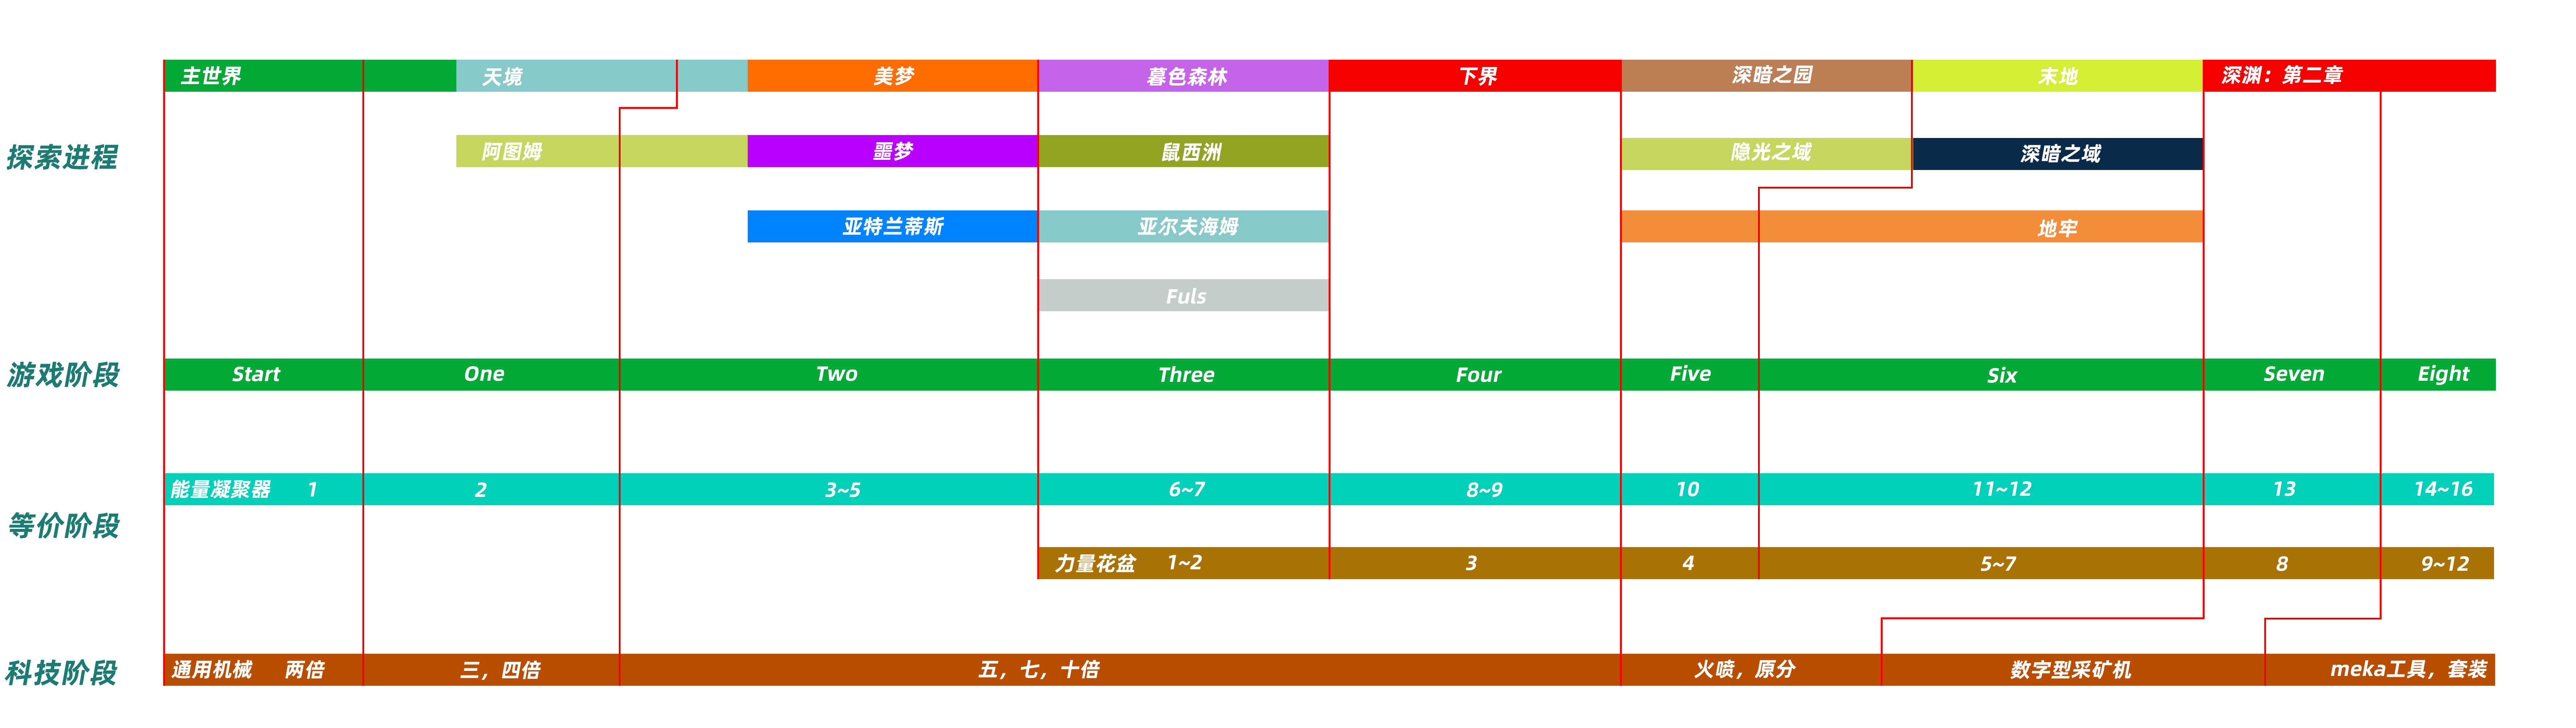 主世界 天境 美梦 暮色森林 下界 深暗之园 末地 深渊：第二章
探索进程 阿图姆 噩梦 鼠西洲 隐光之域 深暗之域
亚特兰蒂斯 亚尔夫海姆 地牢
Fuls
游戏阶段 Start One Two Three Four Five Six Seven Eight
能量凝聚器 1 2 3~5 6~7 8~9 10 11~12 13 14~16
等价阶段
力量花盆 1~2 3 4 5~7 8 9~12
科技阶段 通用机械 两倍 三，四倍 五，七，十倍 火喷，原分 数字型采矿机 meka工具，套装